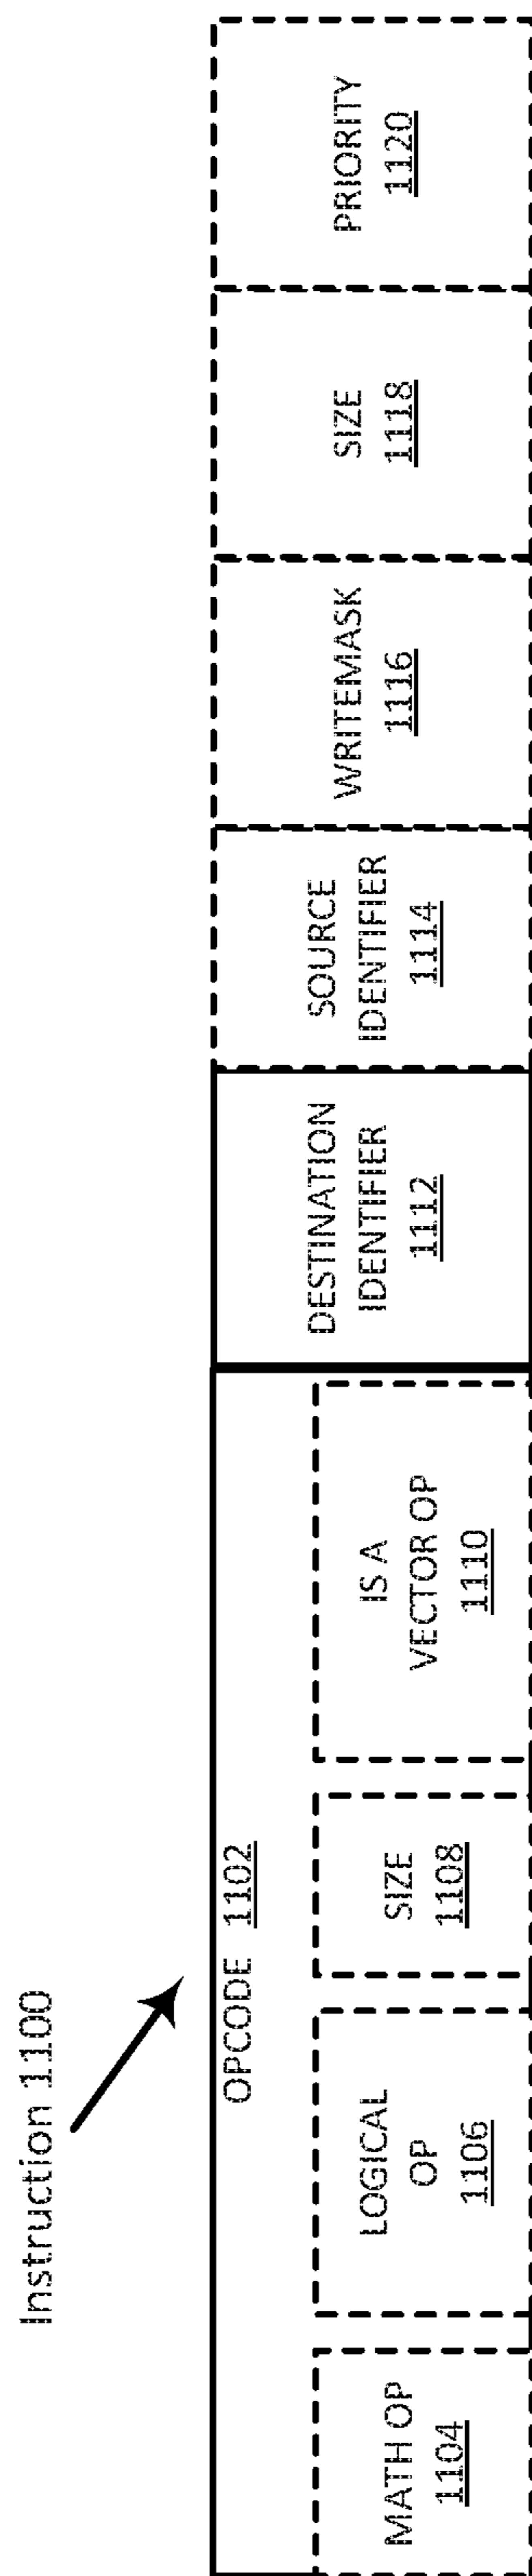 Instruction 1100
OPCODE 1102
MATH OP
1104
LOGICAL
OP
1106
SIZE
1108
IS A
VECTOR OP
1110
DESTINATION
IDENTIFIER
1112
SOURCE
IDENTIFIER
1114
WRITEMASK
1116
SIZE
1118
PRIORITY
1120